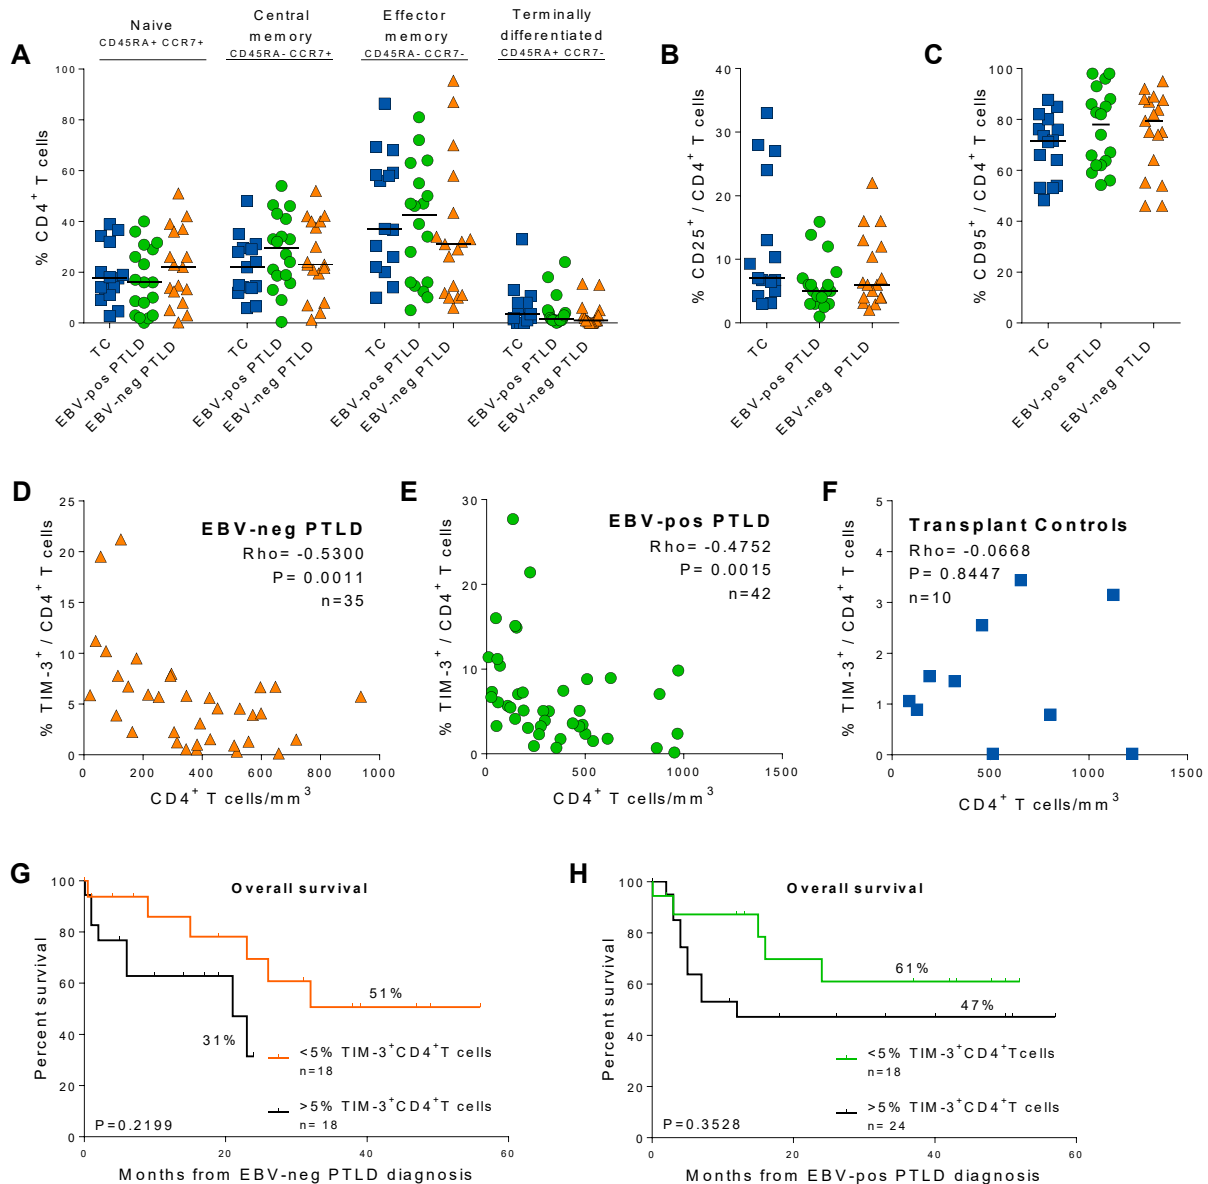 A
Naive
CD45RA+ CCR7+
Central
memory
CD45RA- CCR7+
Effector
memory
CD45RA- CCR7-
Terminally
differentiated
CD45RA+ CCR7-
% CD4+ T cells
100
80
60
40
20
0
TC
EBV-pos PTLD
EBV-neg PTLD
TC
EBV-pos PTLD
EBV-neg PTLD
TC
EBV-pos PTLD
EBV-neg PTLD
TC
EBV-pos PTLD
EBV-neg PTLD
B
% CD25+ / CD4+ T cells
40
30
20
10
0
TC
EBV-pos PTLD
EBV-neg PTLD
C
% CD95+ / CD4+ T cells
100
80
60
40
20
0
TC
EBV-pos PTLD
EBV-neg PTLD
D
% TIM-3+ / CD4+ T cells
25
20
15
10
5
0
EBV-neg PTLD
Rho= -0.5300
P= 0.0011
n=35
0 200 400 600 800 1000
CD4+ T cells/mm3
E
% TIM-3+ / CD4+ T cells
30
20
10
0
EBV-pos PTLD
Rho= -0.4752
P= 0.0015
n=42
0 500 1000 1500
CD4+ T cells/mm3
F
% TIM-3+ / CD4+ T cells
5
4
3
2
1
0
Transplant Controls
Rho= -0.0668
P= 0.8447
n=10
0 500 1000 1500
CD4+ T cells/mm3
G
Overall survival
Percent survival
100
80
60
40
20
0
51%
31%
<5% TIM-3+CD4+T cells
n=18
>5% TIM-3+CD4+T cells
n= 18
P=0.2199
0 20 40 60
Months from EBV-neg PTLD diagnosis
H
Overall survival
Percent survival
100
80
60
40
20
0
61%
47%
<5% TIM-3+CD4+Tcells
n=18
>5% TIM-3+CD4+T cells
n= 24
P=0.3528
0 20 40 60
Months from EBV-pos PTLD diagnosis